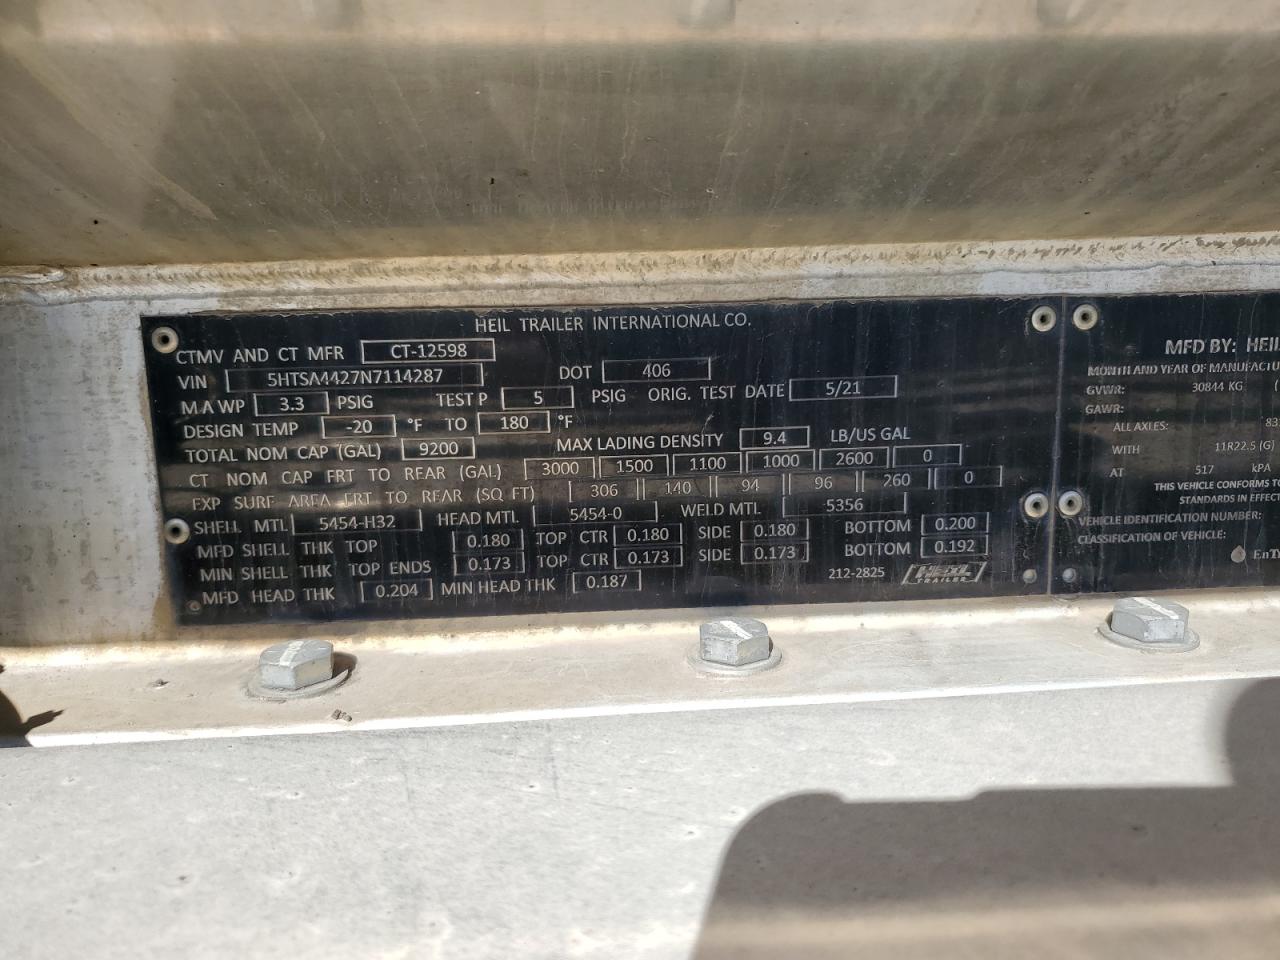 HEIL TRAILER INTERNATIONAL CO.
CTMV AND CT MFR CT-12598
VIN 5HTSA4427N7114287 DOT 406
M A WP 3.3 PSIG TEST P 5 PSIG ORIG. TEST DATE 5/21
DESIGN TEMP -20 °F TO 180 °F
TOTAL NOM CAP (GAL) 9200 MAX LADING DENSITY 9.4 LB/US GAL
CT NOM CAP FRT TO REAR (GAL) 3000 1500 1100 1000 2600 0
EXP SURF AREA FRT TO REAR (SQ FT) 306 140 94 96 260 0
SHELL MTL 5454-H32 HEAD MTL 5454-0 WELD MTL 5356
MFD SHELL THK TOP 0.180 TOP CTR 0.180 SIDE 0.180 BOTTOM 0.200
MIN SHELL THK TOP ENDS 0.173 TOP CTR 0.173 SIDE 0.173 BOTTOM 0.192
MFD HEAD THK 0.204 MIN HEAD THK 0.187 212-2825 HEIL TRAILER
MFD BY: HEIL
MONTH AND YEAR OF MANUFACTU
GVWR: 30844 KG (
GAWR:
ALL AXLES: 83
WITH 11R22.5 (G)
AT 517 kPA
THIS VEHICLE CONFORMS TO
STANDARDS IN EFFECT
VEHICLE IDENTIFICATION NUMBER:
CLASSIFICATION OF VEHICLE:
EnTr